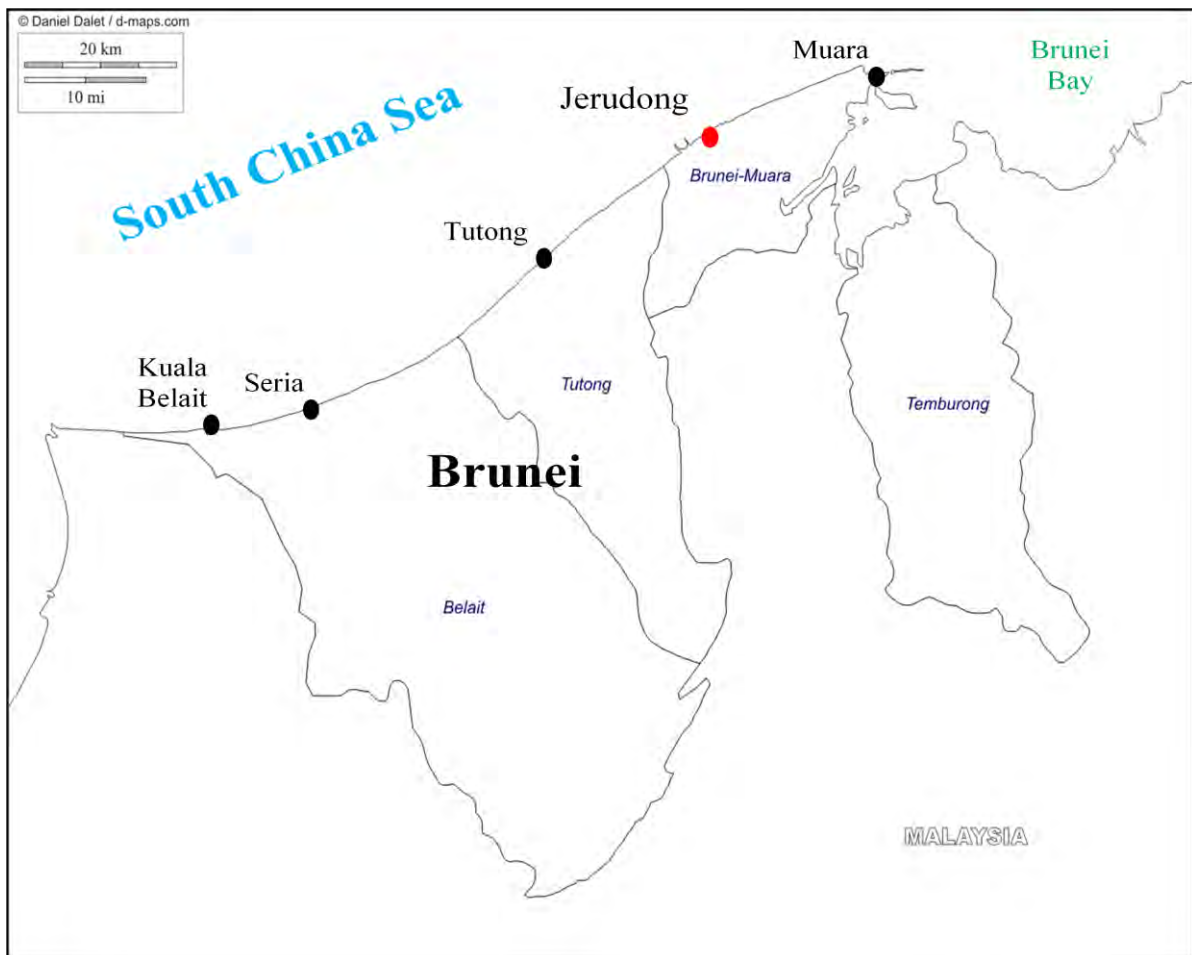 © Daniel Dalet / d-maps.com
20 km
10 mi
South China Sea
Muara
Brunei
Bay
Jerudong
Brunei-Muara
Tutong
Kuala
Belait
Seria
Tutong
Temburong
Brunei
Belait
MALAYSIA